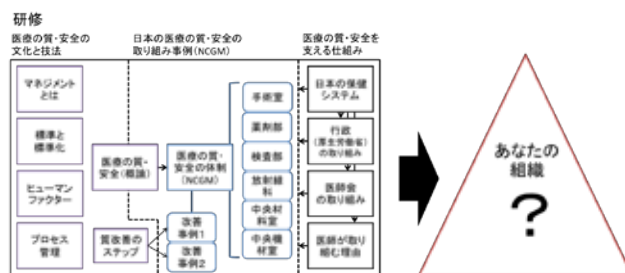 研修
医療の質・安全の
文化と技法
日本の医療の質・安全の
取り組み事例(NCGM)
医療の質・安全を
支える仕組み
マネジメント
とは
標準と
標準化
ヒューマン
ファクター
プロセス
管理
医療の質・
安全(概論)
質改善の
ステップ
医療の質・
安全の体制
(NCGM)
改善
事例1
改善
事例2
手術室
薬剤部
検査部
放射線
科
中央材
料室
中央機
材室
日本の保健
システム
行政
(厚生労働省)
の取り組み
医師会
の取り組み
医師が取り
組む理由
あなたの
組織
?